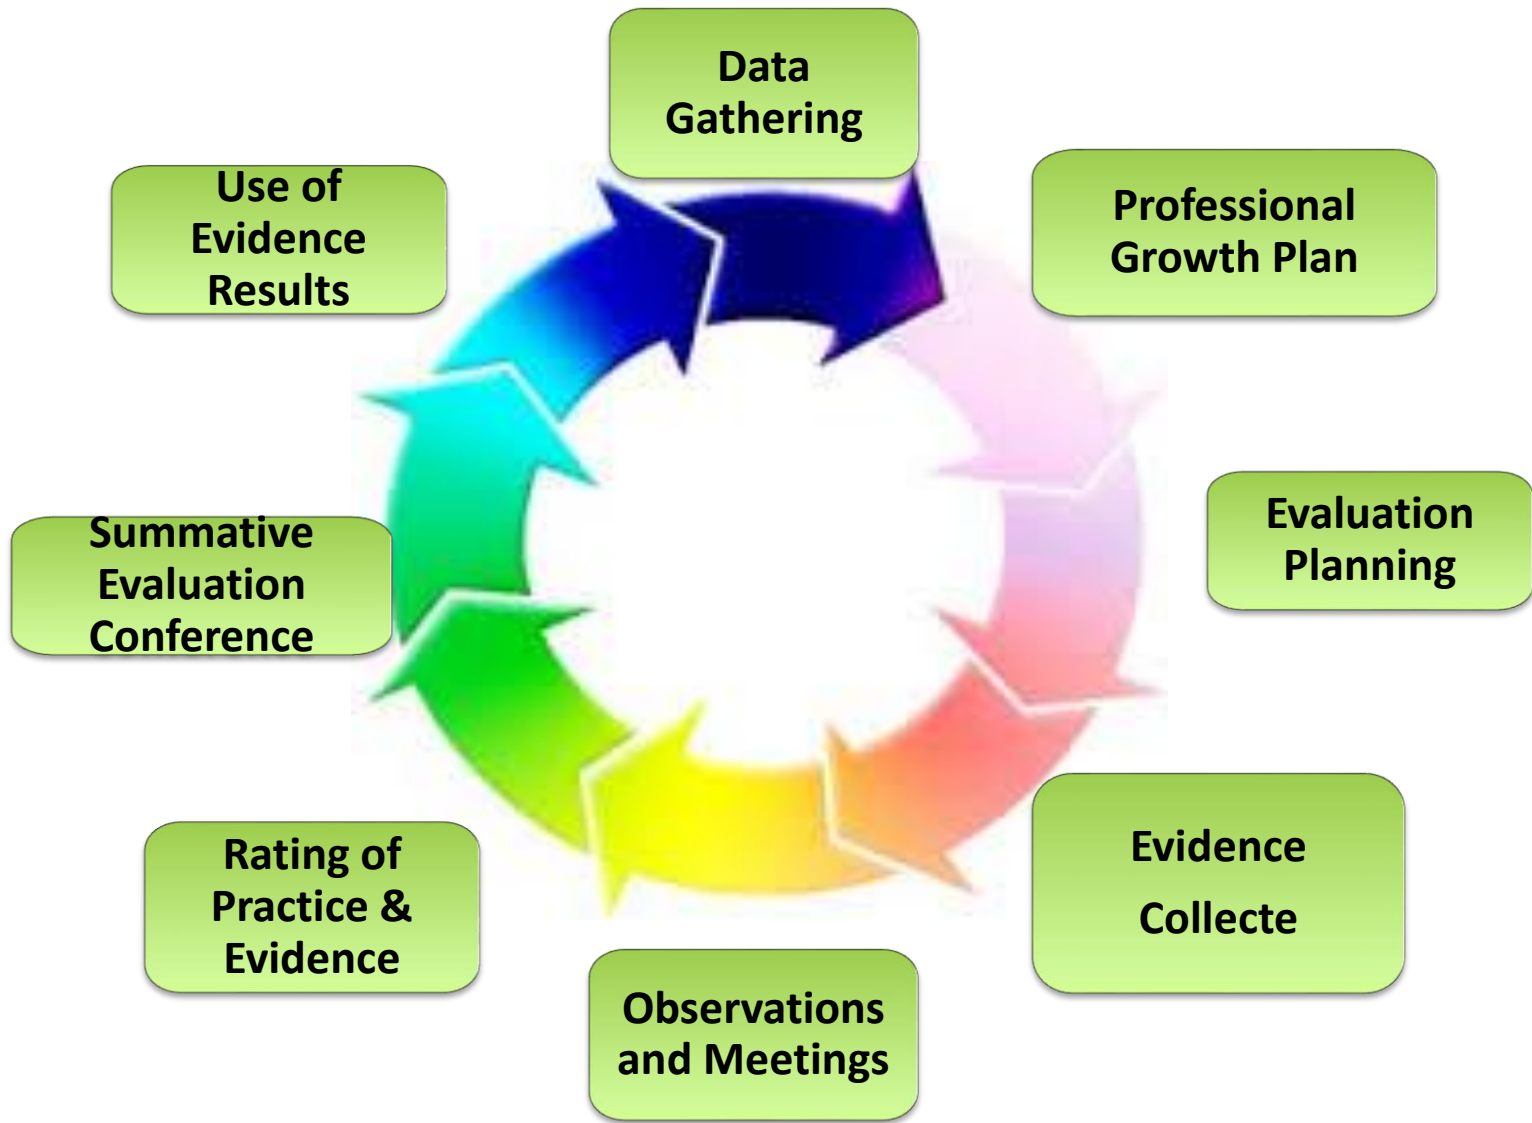 Data
Gathering
Professional
Growth Plan
Evaluation
Planning
Evidence
Collecte
Observations
and Meetings
Rating of
Practice &
Evidence
Summative
Evaluation
Conference
Use of
Evidence
Results